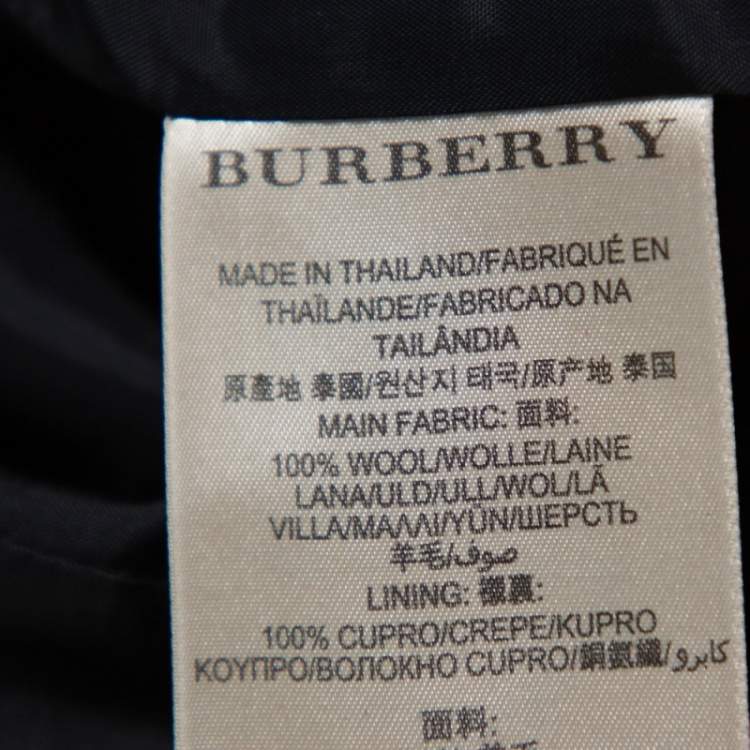 BURBERRY
MADE IN THAILAND/FABRIQUÉ EN
THAÏLANDE/FABRICADO NA
TAILÂNDIA
原產地 泰國/원산지 태국/原产地 泰国
MAIN FABRIC: 面料:
100% WOOL/WOLLE/LAINE
LANA/ULD/ULL/WOL/LÃ
VILLA/ΜΑΛΛΙ/YÜN/ШЕРСТЬ
羊毛/صوف
LINING: 襯裏:
100% CUPRO/CREPE/KUPRO
ΚΟΥΠΡΟ/ВОЛОКНО CUPRO/銅氨纖/كابرو
面料: